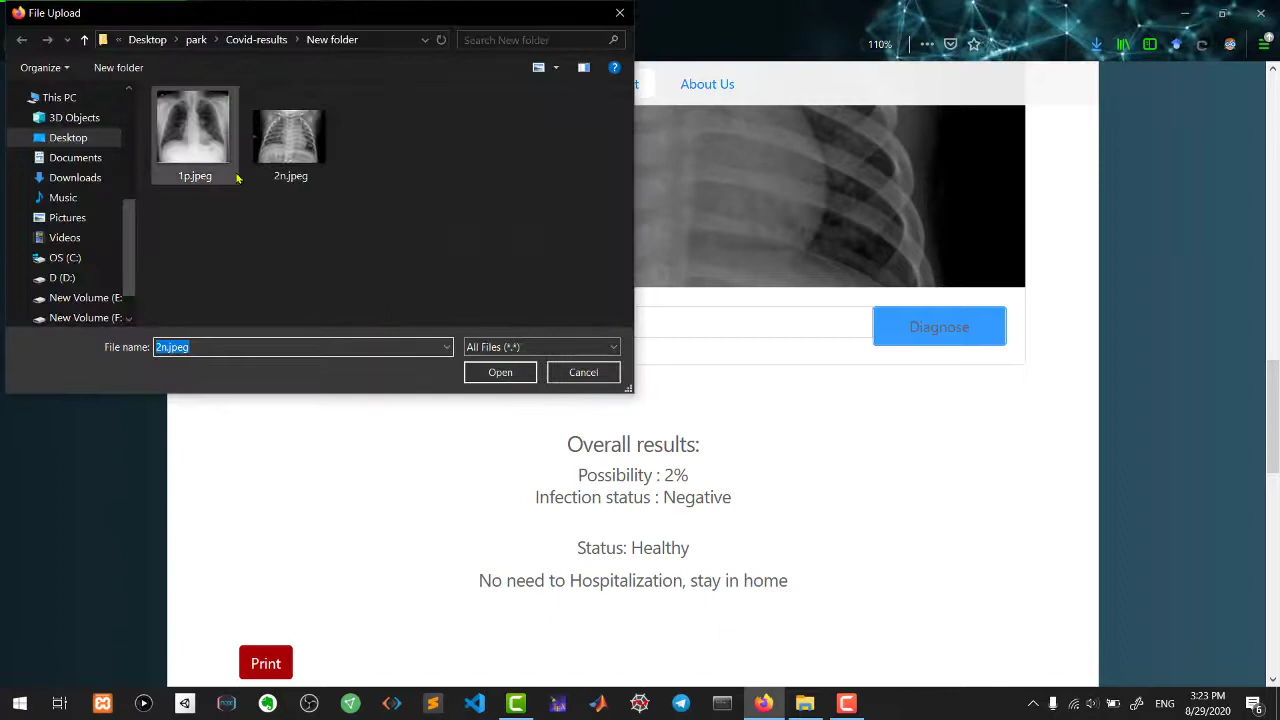 File Upload
Desktop park Covid-results New folder
Search New folder
110%
Organize New folder
t About Us
This PC
3D Objects
Desktop
Documents
Downloads
Music
Pictures
Videos
OS (C:)
D (D:)
New Volume (E:
New Volume (F:
1p.jpeg
2n.jpeg
File name: 2n.jpeg All Files (*.*)
Open Cancel
Diagnose
Overall results:
Possibility : 2%
Infection status : Negative
Status: Healthy
No need to Hospitalization, stay in home
Print
ENG
3:23 PM
8/29/2020
6